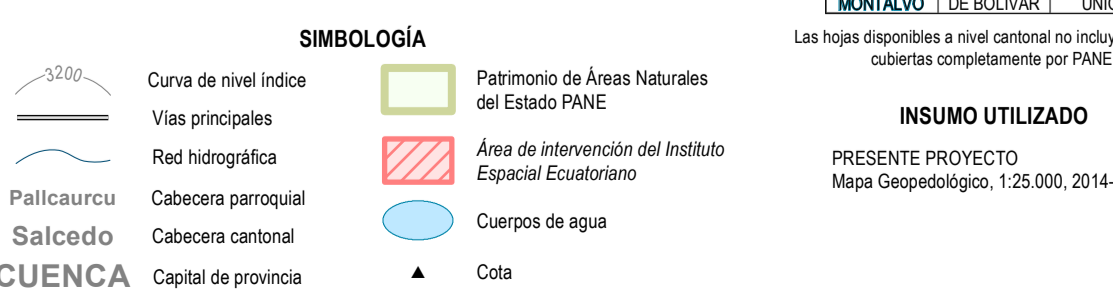 MONTALVO DE BOLÍVAR
SIMBOLOGÍA
3200 Curva de nivel índice
Vías principales
Red hidrográfica
Pallcaurcu Cabecera parroquial
Salcedo Cabecera cantonal
CUENCA Capital de provincia
Patrimonio de Áreas Naturales
del Estado PANE
Área de intervención del Instituto
Espacial Ecuatoriano
Cuerpos de agua
Cota
Las hojas disponibles a nivel cantonal no incluy
cubiertas completamente por PANE
INSUMO UTILIZADO
PRESENTE PROYECTO
Mapa Geopedológico, 1:25.000, 2014-